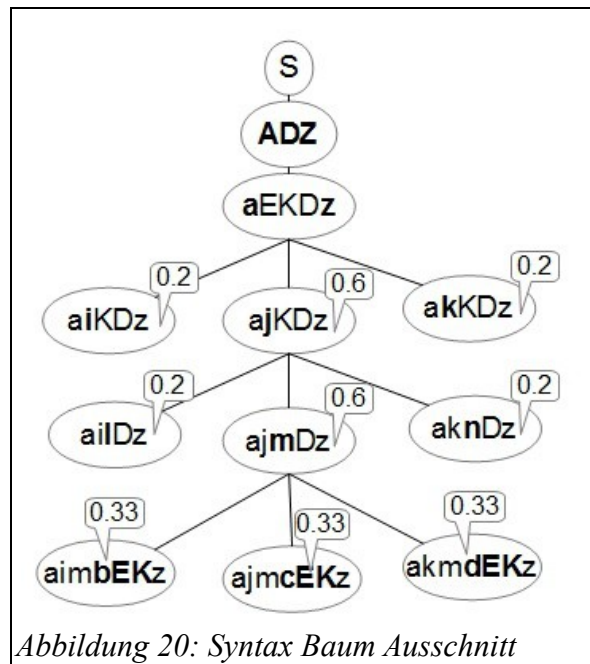 S
ADZ
aEKDz
0.2 0.6 0.2
aiKDz ajKDz akKDz
0.2 0.6 0.2
ailDz ajmDz aknDz
0.33 0.33 0.33
aimbEKz ajmcEKz akmdEKz
Abbildung 20: Syntax Baum Ausschnitt